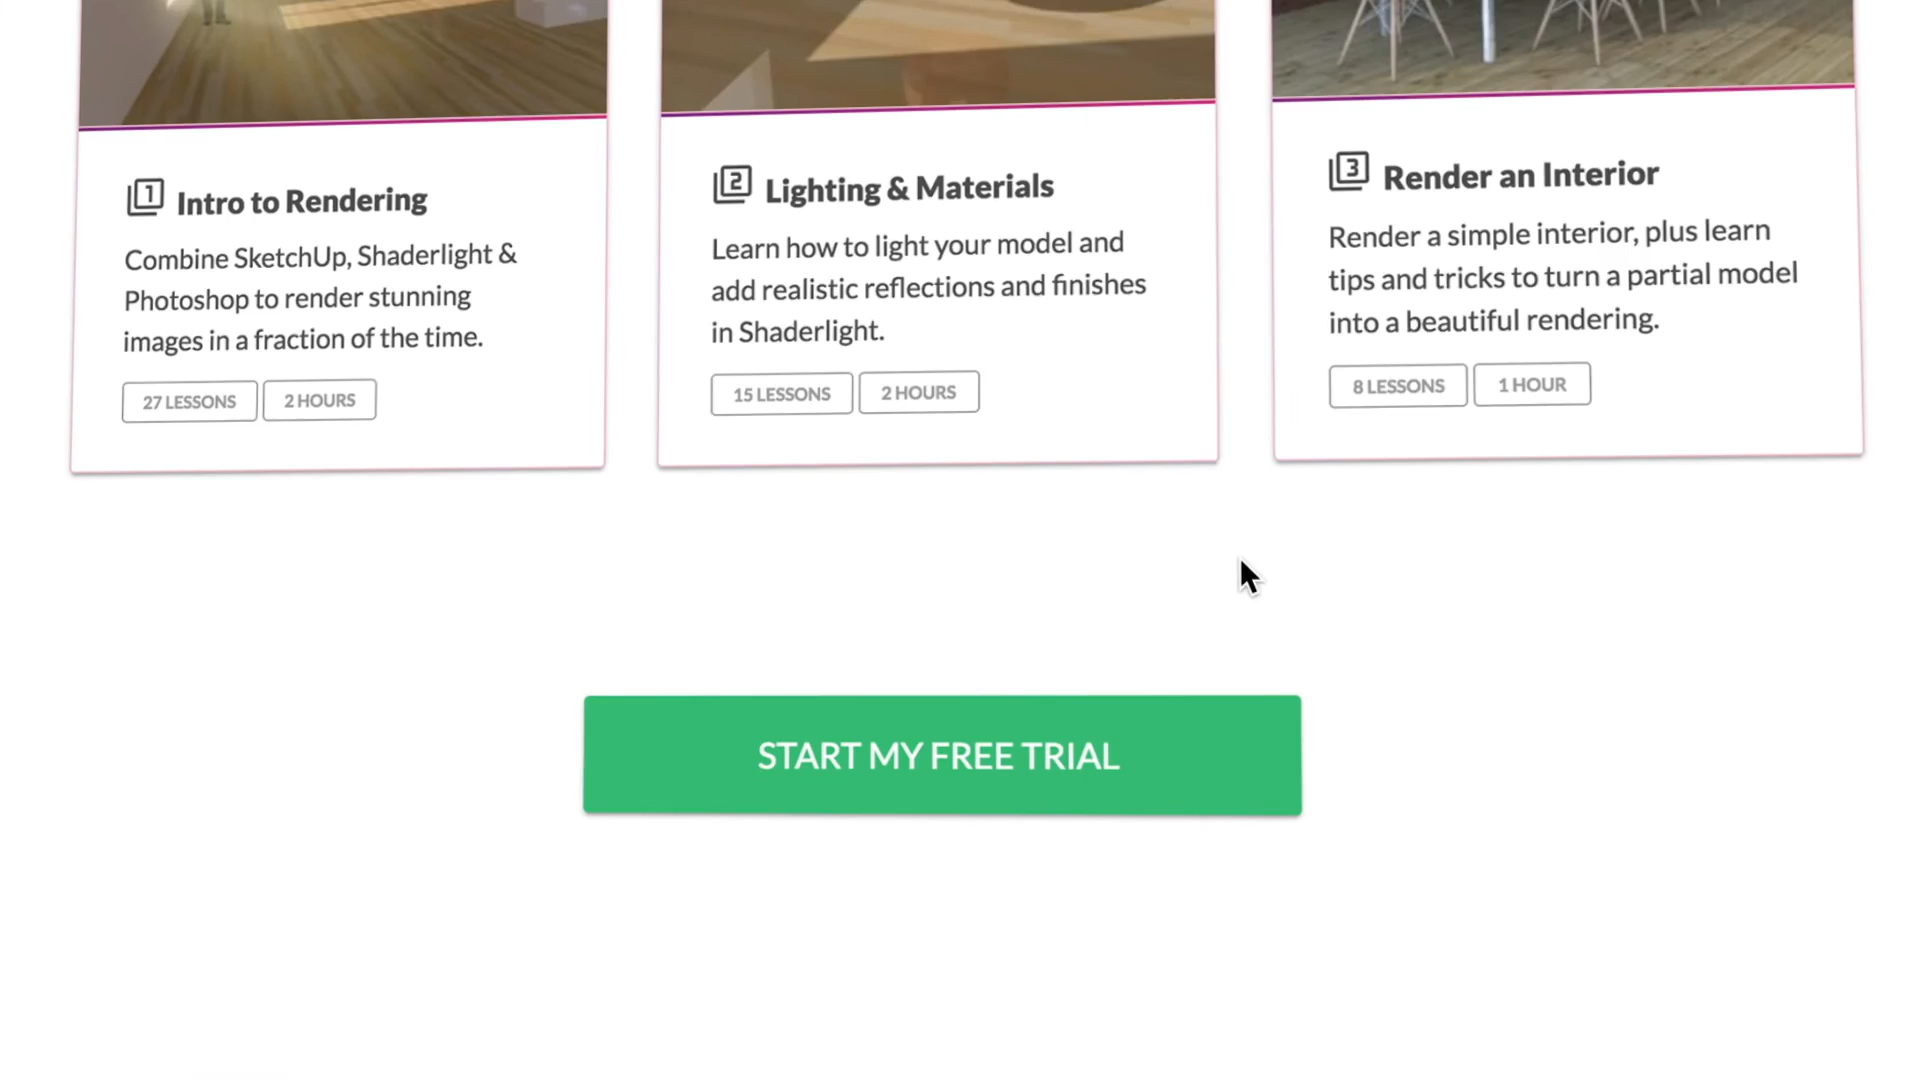 1 Intro to Rendering
Combine SketchUp, Shaderlight &
Photoshop to render stunning
images in a fraction of the time.
27 LESSONS 2 HOURS
2 Lighting & Materials
Learn how to light your model and
add realistic reflections and finishes
in Shaderlight.
15 LESSONS 2 HOURS
3 Render an Interior
Render a simple interior, plus learn
tips and tricks to turn a partial model
into a beautiful rendering.
8 LESSONS 1 HOUR
START MY FREE TRIAL